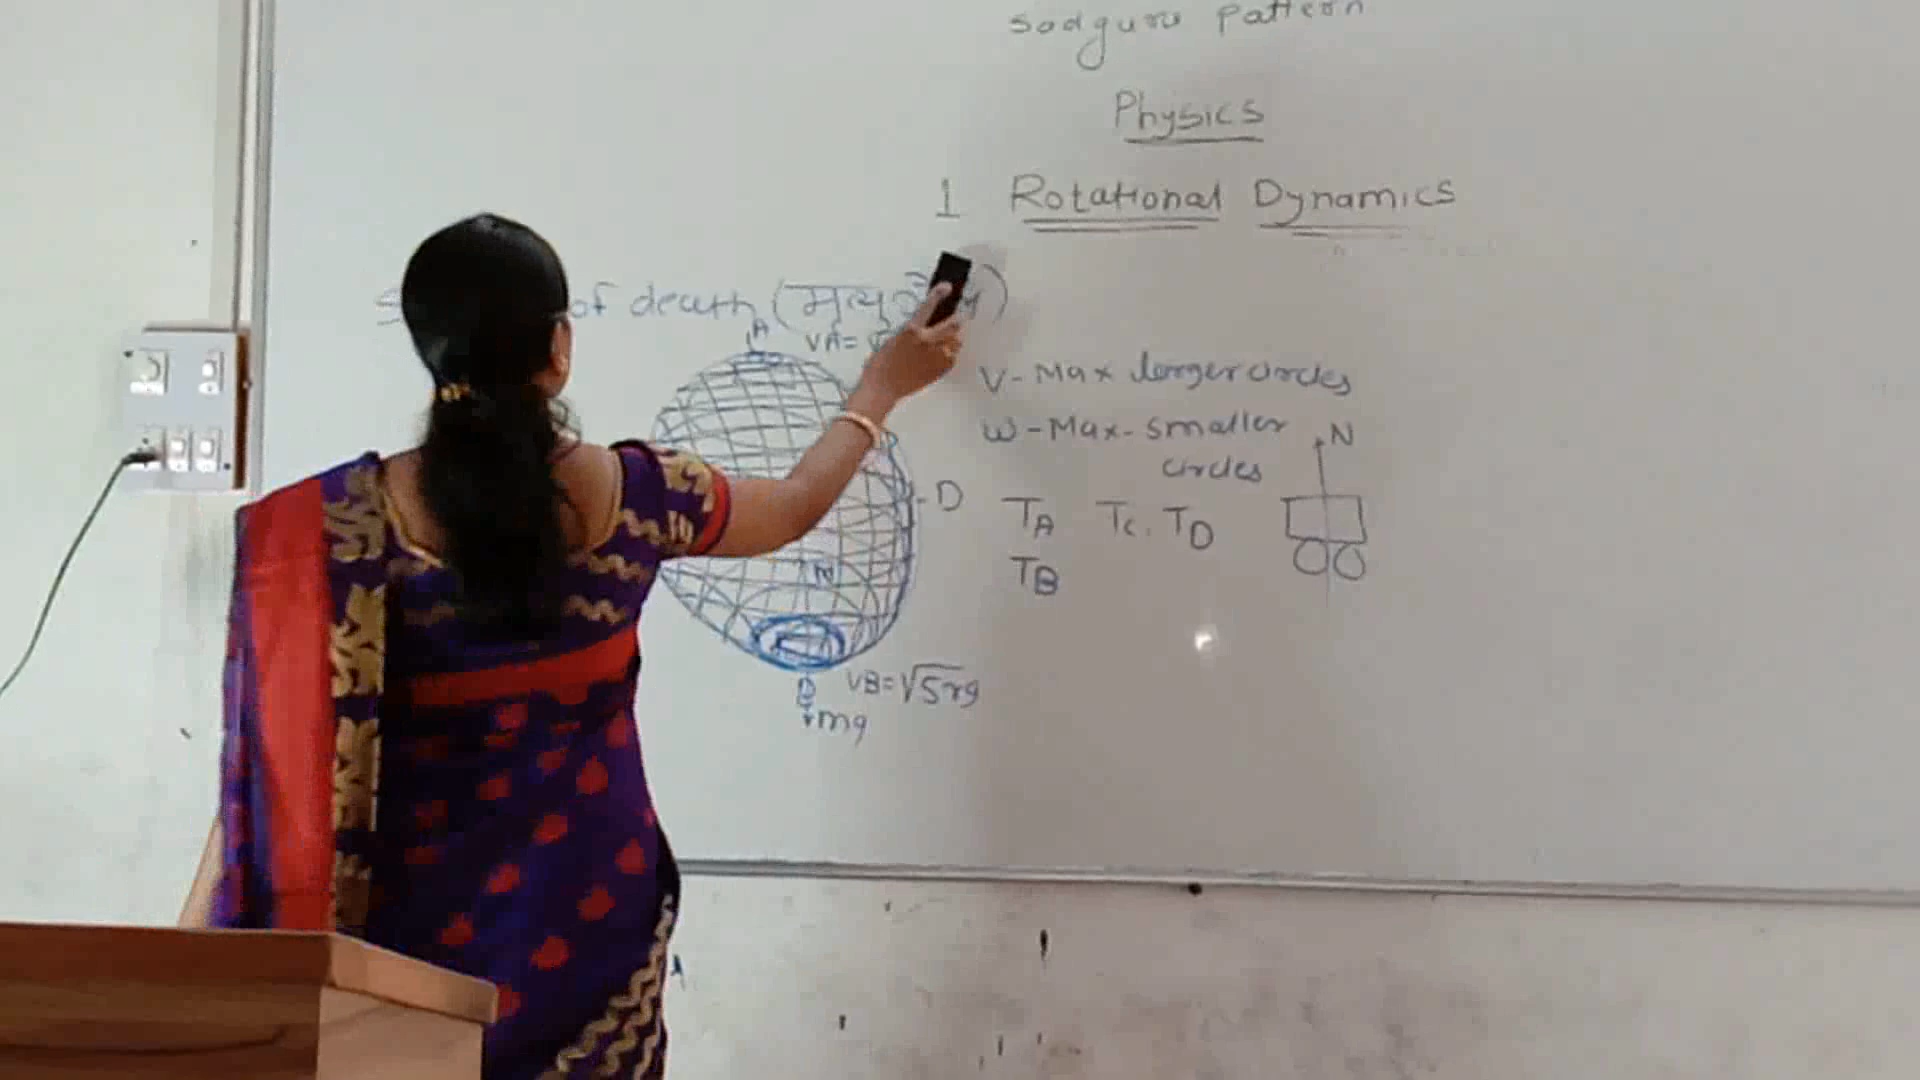 sadguru pattern
Physics
1 Rotational Dynamics
of death (
A
VA=
V - Max larger circles
W - Max - smaller
circles
N
D
TA TC. TD
TB
N
B VB=√5rg
mg